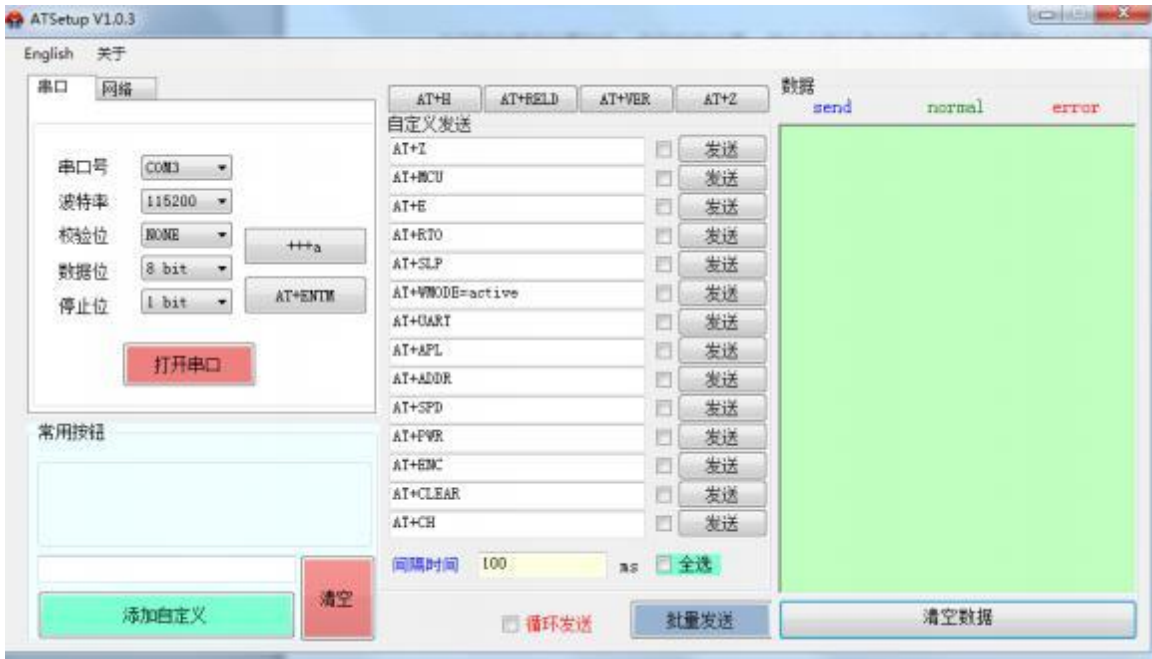 ATSetup V1.0.3
English 关于
串口 网络
串口号 COM3
波特率 115200
校验位 NONE
数据位 8 bit
停止位 1 bit
+++a
AT+ENTM
打开串口
常用按钮
添加自定义
清空
AT+H AT+RELD AT+VER AT+Z
自定义发送
AT+Z 发送
AT+MCU 发送
AT+E 发送
AT+RTO 发送
AT+SLP 发送
AT+WMODE=active 发送
AT+UART 发送
AT+APL 发送
AT+ADDR 发送
AT+SPD 发送
AT+PWR 发送
AT+ENC 发送
AT+CLEAR 发送
AT+CH 发送
间隔时间 100 ms 全选
循环发送 批量发送
数据
send normal error
清空数据